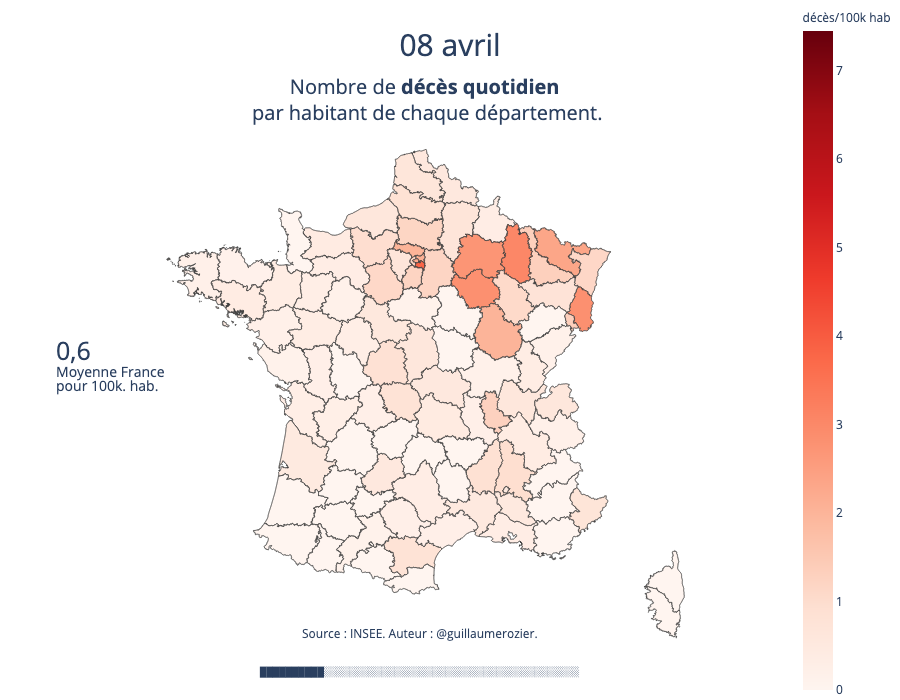 décès/100k hab
08 avril
Nombre de décès quotidien
par habitant de chaque département.
7
6
5
4
3
2
1
0
0,6
Moyenne France
pour 100k. hab.
Source : INSEE. Auteur : @guillaumerozier.